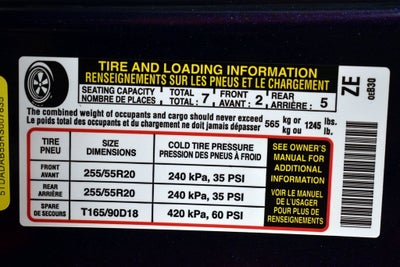 TIRE AND LOADING INFORMATION
RENSEIGNEMENTS SUR LES PNEUS ET LE CHARGEMENT
SEATING CAPACITY TOTAL FRONT REAR
NOMBRE DE PLACES TOTAL : 7 AVANT : 2 ARRIÈRE : 5
The combined weight of occupants and cargo should never exceed 565 kg or 1245 lbs.
Le poids total des occupants et du chargement ne doit jamais dépasser kg ou lb.
TIRE SIZE COLD TIRE PRESSURE
PNEU DIMENSIONS PRESSION DES PNEUS À FROID
FRONT
AVANT 255/55R20 240 kPa, 35 PSI
REAR
ARRIÈRE 255/55R20 240 kPa, 35 PSI
SPARE
DE SECOURS T165/90D18 420 kPa, 60 PSI
SEE OWNER'S
MANUAL FOR
ADDITIONAL
INFORMATION
VOIR LE MANUEL
DE L'USAGER
POUR PLUS DE
RENSEIGNEMENTS
ZE
0EB30